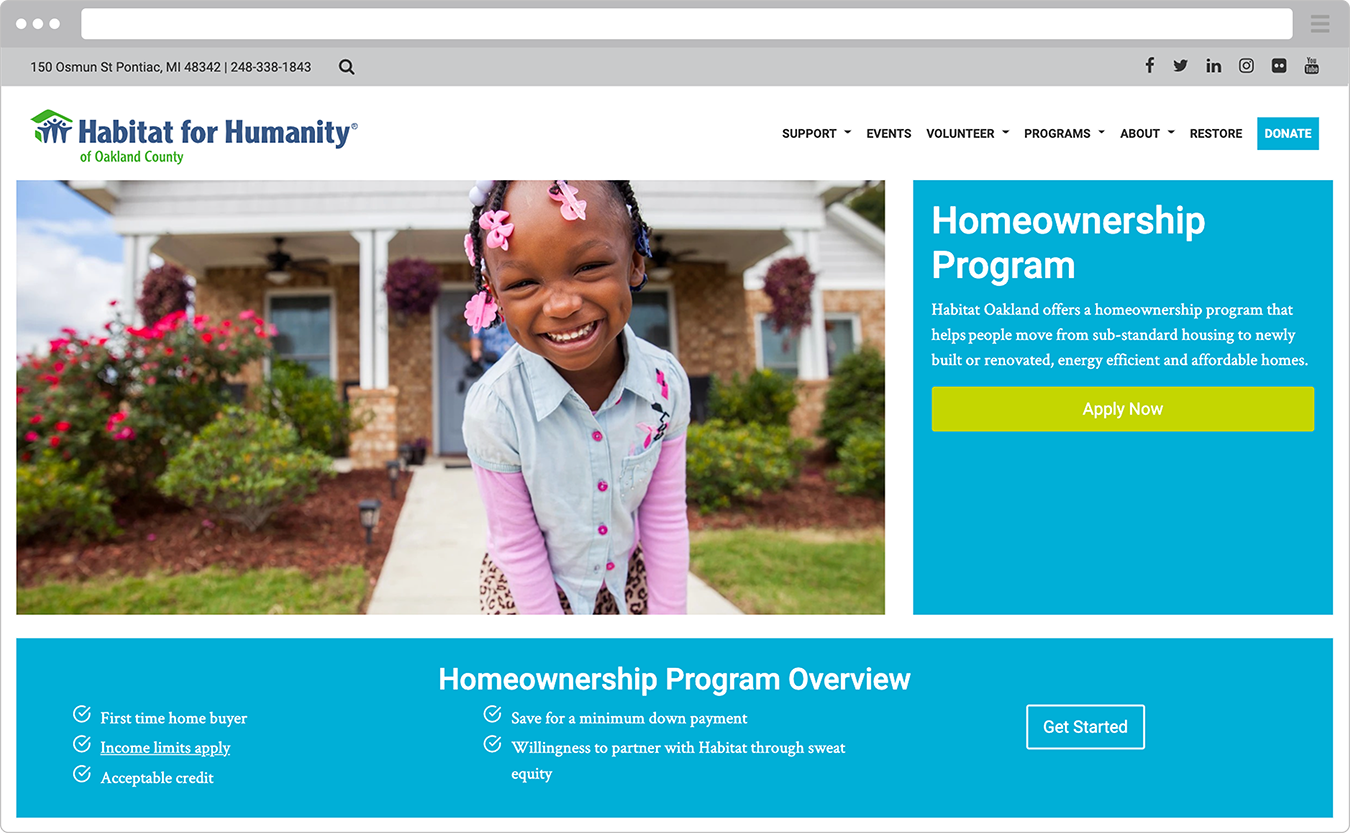 150 Osmun St Pontiac, MI 48342 | 248-338-1843
You
Tube
Habitat for Humanity®
of Oakland County
SUPPORT EVENTS VOLUNTEER PROGRAMS ABOUT RESTORE DONATE
Homeownership
Program
Habitat Oakland offers a homeownership program that
helps people move from sub-standard housing to newly
built or renovated, energy efficient and affordable homes.
Apply Now
Homeownership Program Overview
First time home buyer
Income limits apply
Acceptable credit
Save for a minimum down payment
Willingness to partner with Habitat through sweat
equity
Get Started